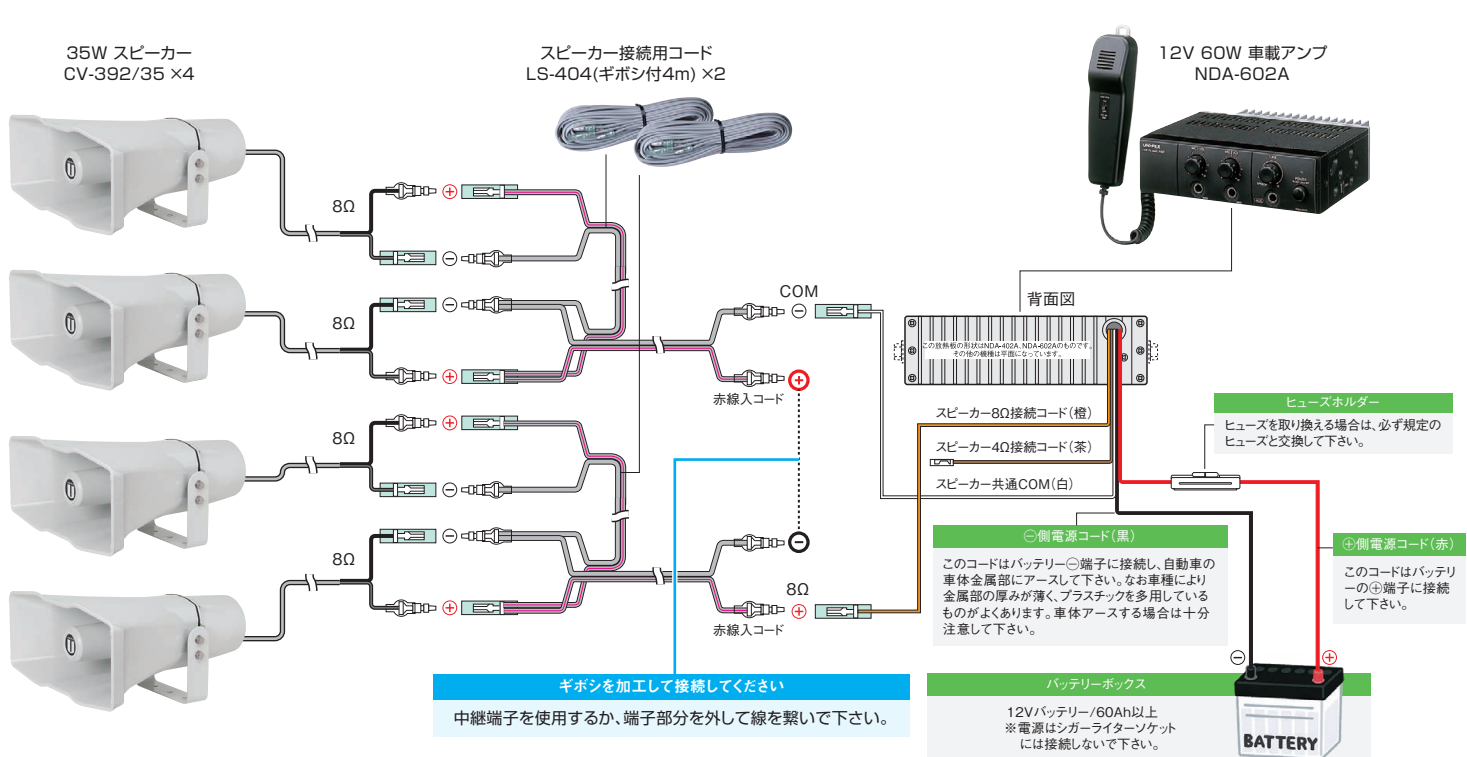 35W スピーカー
CV-392/35 ×4
スピーカー接続用コード
LS-404(ギボシ付4m) ×2
12V 60W 車載アンプ
NDA-602A
8Ω
⊕
⊖
8Ω
⊖
⊕
8Ω
⊕
⊖
8Ω
⊖
⊕
COM
⊖
⊕
赤線入コード
⊖
8Ω
⊕
赤線入コード
背面図
この放熱板の形状はNDA-402A、NDA-602Aのものです。
その他の機種は平面になっています。
スピーカー8Ω接続コード(橙)
スピーカー4Ω接続コード(茶)
スピーカー共通COM(白)
ヒューズホルダー
ヒューズを取り換える場合は、必ず規定の
ヒューズと交換して下さい。
⊖側電源コード(黒)
このコードはバッテリー⊖端子に接続し、自動車の
車体金属部にアースして下さい。なお車種により
金属部の厚みが薄く、プラスチックを多用している
ものがよくあります。車体アースする場合は十分
注意して下さい。
⊕側電源コード(赤)
このコードはバッテリ
ーの⊕端子に接続
して下さい。
ギボシを加工して接続してください
中継端子を使用するか、端子部分を外して線を繋いで下さい。
バッテリーボックス
12Vバッテリー/60Ah以上
※電源はシガーライターソケット
には接続しないで下さい。
⊖
⊕
BATTERY